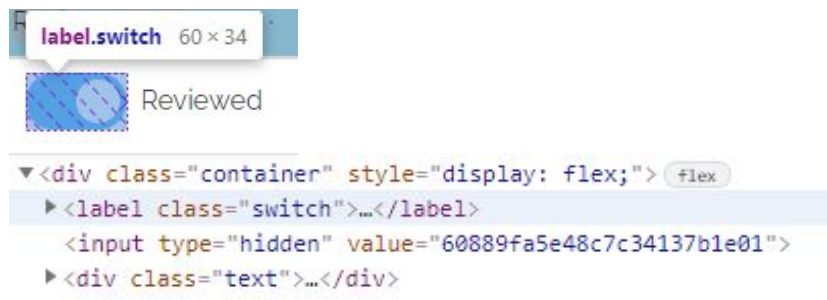 label.switch 60 × 34
Reviewed
▼<div class="container" style="display: flex;"> flex
▶<label class="switch">…</label>
<input type="hidden" value="60889fa5e48c7c34137b1e01">
▶<div class="text">…</div>